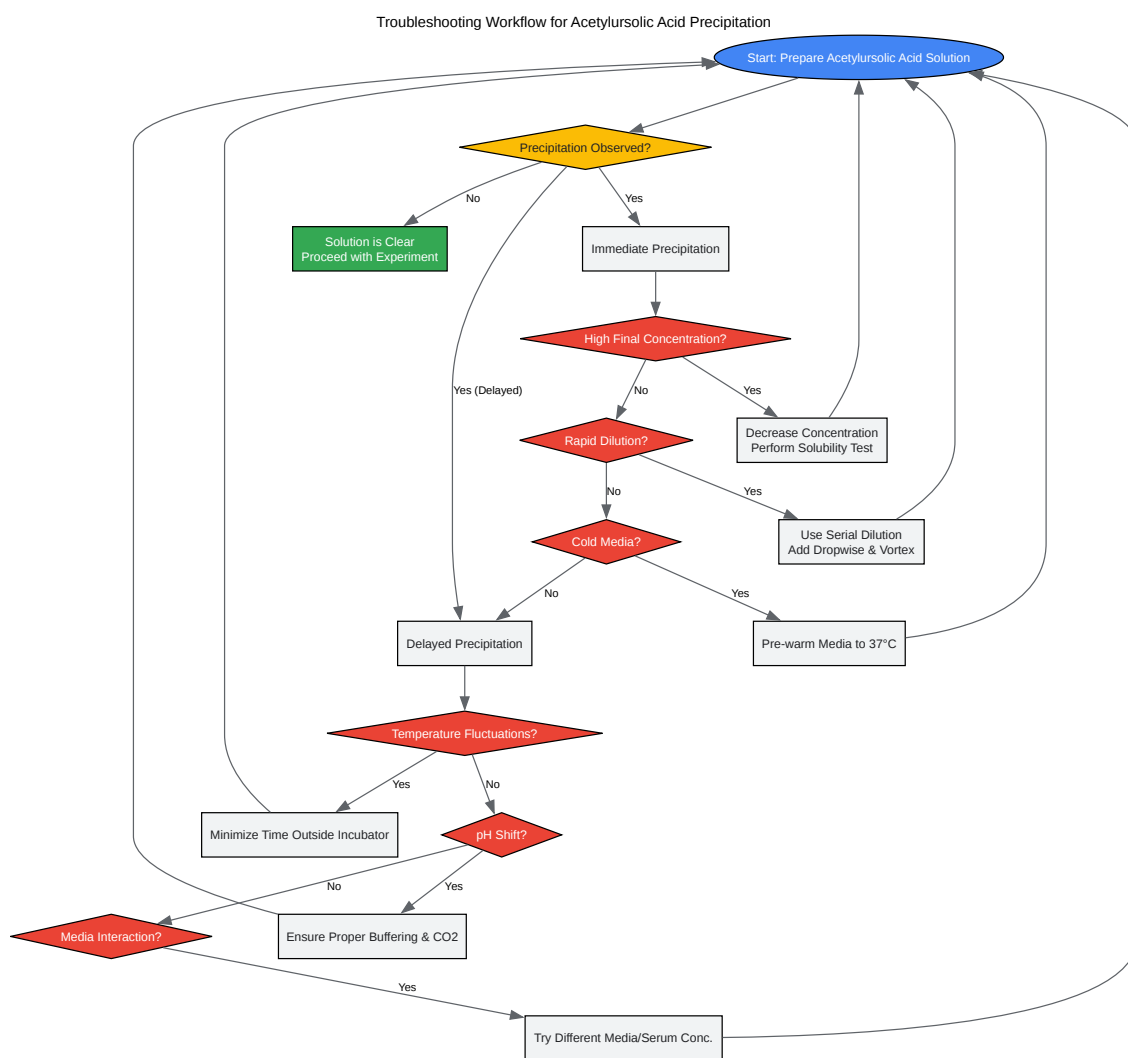 Troubleshooting Workflow for Acetylursolic Acid Precipitation
Start: Prepare Acetylursolic Acid Solution
Precipitation Observed?
No
Yes
Solution is Clear
Proceed with Experiment
Immediate Precipitation
High Final Concentration?
Yes (Delayed)
No
Yes
Decrease Concentration
Perform Solubility Test
Rapid Dilution?
No
Yes
Use Serial Dilution
Add Dropwise & Vortex
Cold Media?
No
Yes
Delayed Precipitation
Pre-warm Media to 37°C
Temperature Fluctuations?
Yes
No
Minimize Time Outside Incubator
pH Shift?
No
Yes
Media Interaction?
Ensure Proper Buffering & CO2
Yes
Try Different Media/Serum Conc.